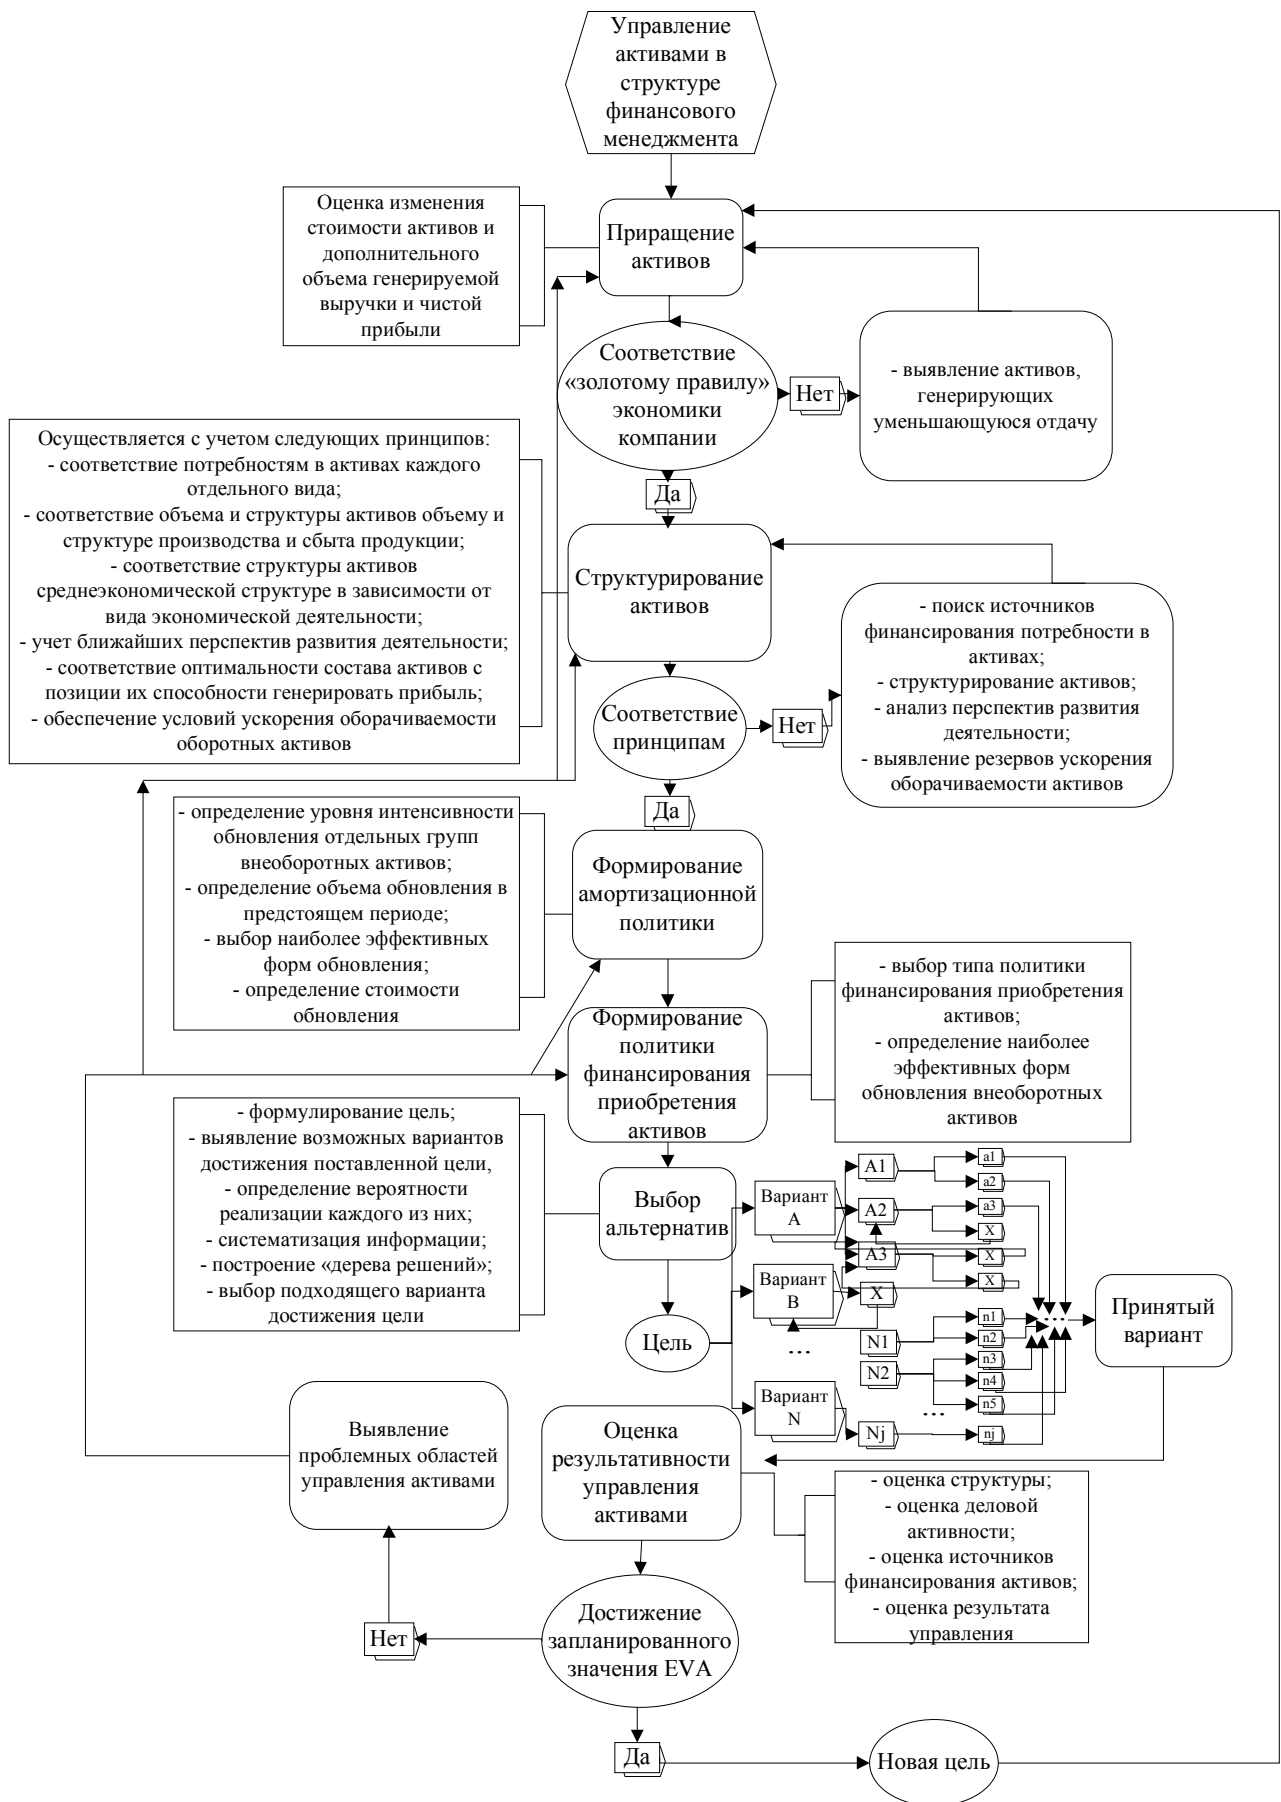 Управление
активами в
структуре
финансового
менеджмента
Оценка изменения
стоимости активов и
дополнительного
объема генерируемой
выручки и чистой
прибыли
Приращение
активов
Соответствие
«золотому правилу»
экономики
компании
Нет
- выявление активов,
генерирующих
уменьшающуюся отдачу
Да
Осуществляется с учетом следующих принципов:
- соответствие потребностям в активах каждого
отдельного вида;
- соответствие объема и структуры активов объему и
структуре производства и сбыта продукции;
- соответствие структуры активов
среднеэкономической структуре в зависимости от
вида экономической деятельности;
- учет ближайших перспектив развития деятельности;
- соответствие оптимальности состава активов с
позиции их способности генерировать прибыль;
- обеспечение условий ускорения оборачиваемости
оборотных активов
Структурирование
активов
- поиск источников
финансирования потребности в
активах;
- структурирование активов;
- анализ перспектив развития
деятельности;
- выявление резервов ускорения
оборачиваемости активов
Соответствие
принципам
Нет
Да
- определение уровня интенсивности
обновления отдельных групп
внеоборотных активов;
- определение объема обновления в
предстоящем периоде;
- выбор наиболее эффективных
форм обновления;
- определение стоимости
обновления
Формирование
амортизационной
политики
- выбор типа политики
финансирования приобретения
активов;
- определение наиболее
эффективных форм
обновления внеоборотных
активов
Формирование
политики
финансирования
приобретения
активов
- формулирование цель;
- выявление возможных вариантов
достижения поставленной цели,
- определение вероятности
реализации каждого из них;
- систематизация информации;
- построение «дерева решений»;
- выбор подходящего варианта
достижения цели
Выбор
альтернатив
Цель
Вариант
A
Вариант
B
...
Вариант
N
A1
A2
A3
X
N1
N2
Nj
a1
a2
a3
X
X
X
n1
n2
n3
n4
n5
...
nj
...
Принятый
вариант
Выявление
проблемных областей
управления активами
Оценка
результативности
управления
активами
- оценка структуры;
- оценка деловой
активности;
- оценка источников
финансирования активов;
- оценка результата
управления
Достижение
запланированного
значения EVA
Нет
Да
Новая цель